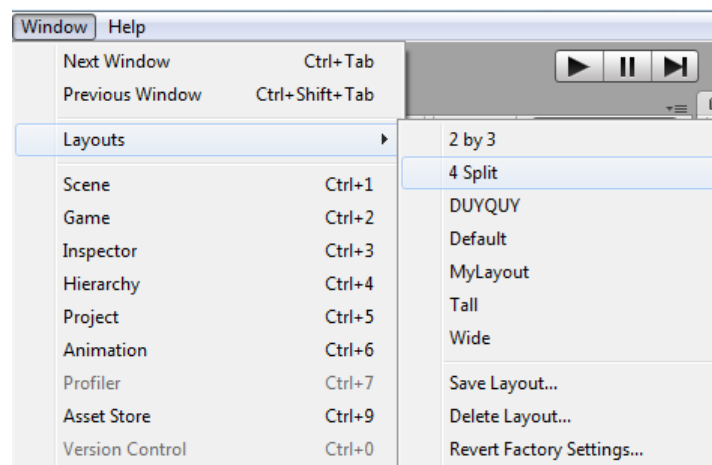 Window Help
Next Window Ctrl+Tab
Previous Window Ctrl+Shift+Tab
Layouts
Scene Ctrl+1
Game Ctrl+2
Inspector Ctrl+3
Hierarchy Ctrl+4
Project Ctrl+5
Animation Ctrl+6
Profiler Ctrl+7
Asset Store Ctrl+9
Version Control Ctrl+0
2 by 3
4 Split
DUYQUY
Default
MyLayout
Tall
Wide
Save Layout...
Delete Layout...
Revert Factory Settings...